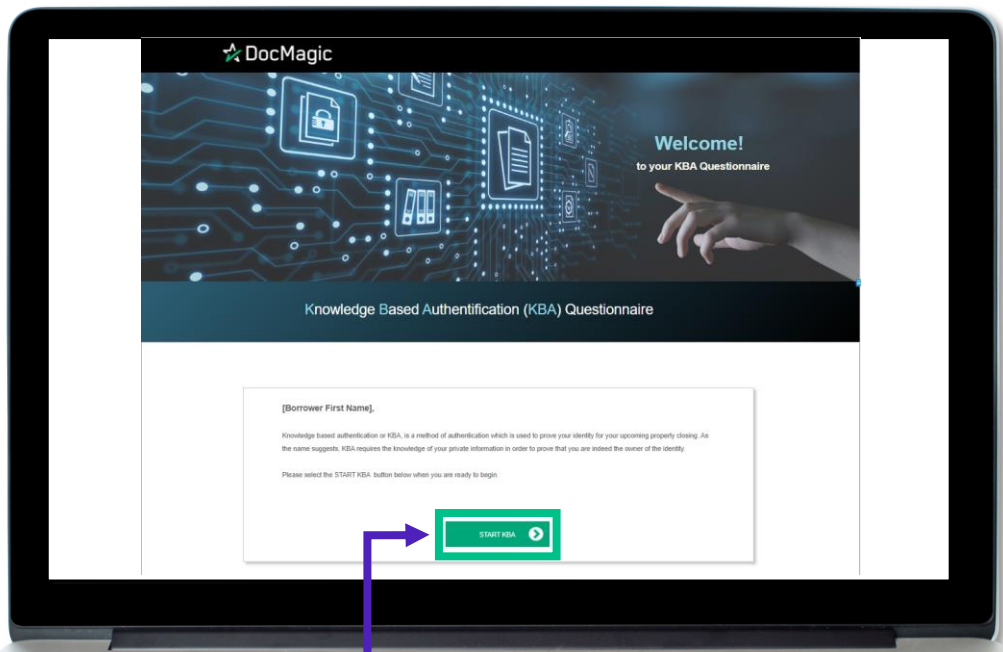 DocMagic
Welcome!
to your KBA Questionnaire
Knowledge Based Authentification (KBA) Questionnaire
[Borrower First Name],
Knowledge based authentication or KBA, is a method of authentication which is used to prove your identity for your upcoming property closing. As
the name suggests, KBA requires the knowledge of your private information in order to prove that you are indeed the owner of the identity.
Please select the START KBA button below when you are ready to begin
START KBA